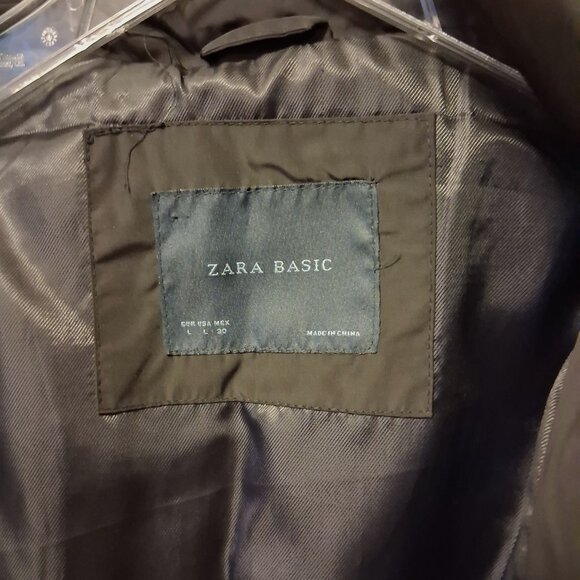 ZARA BASIC
EUR USA MEX
L L 30
MADE IN CHINA